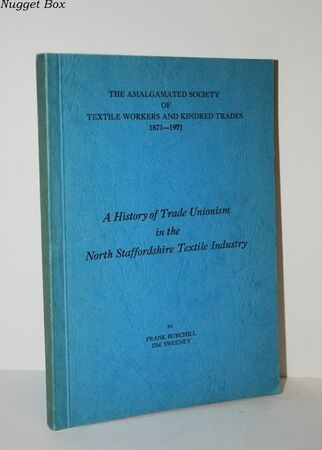 Nugget Box
THE AMALGAMATED SOCIETY
OF
TEXTILE WORKERS AND KINDRED TRADES
1871—1971
A History of Trade Unionism
in the
North Staffordshire Textile Industry
BY
FRANK BURCHILL
JIM SWEENEY